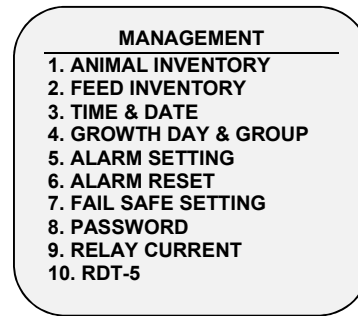 MANAGEMENT
1. ANIMAL INVENTORY
2. FEED INVENTORY
3. TIME & DATE
4. GROWTH DAY & GROUP
5. ALARM SETTING
6. ALARM RESET
7. FAIL SAFE SETTING
8. PASSWORD
9. RELAY CURRENT
10. RDT-5